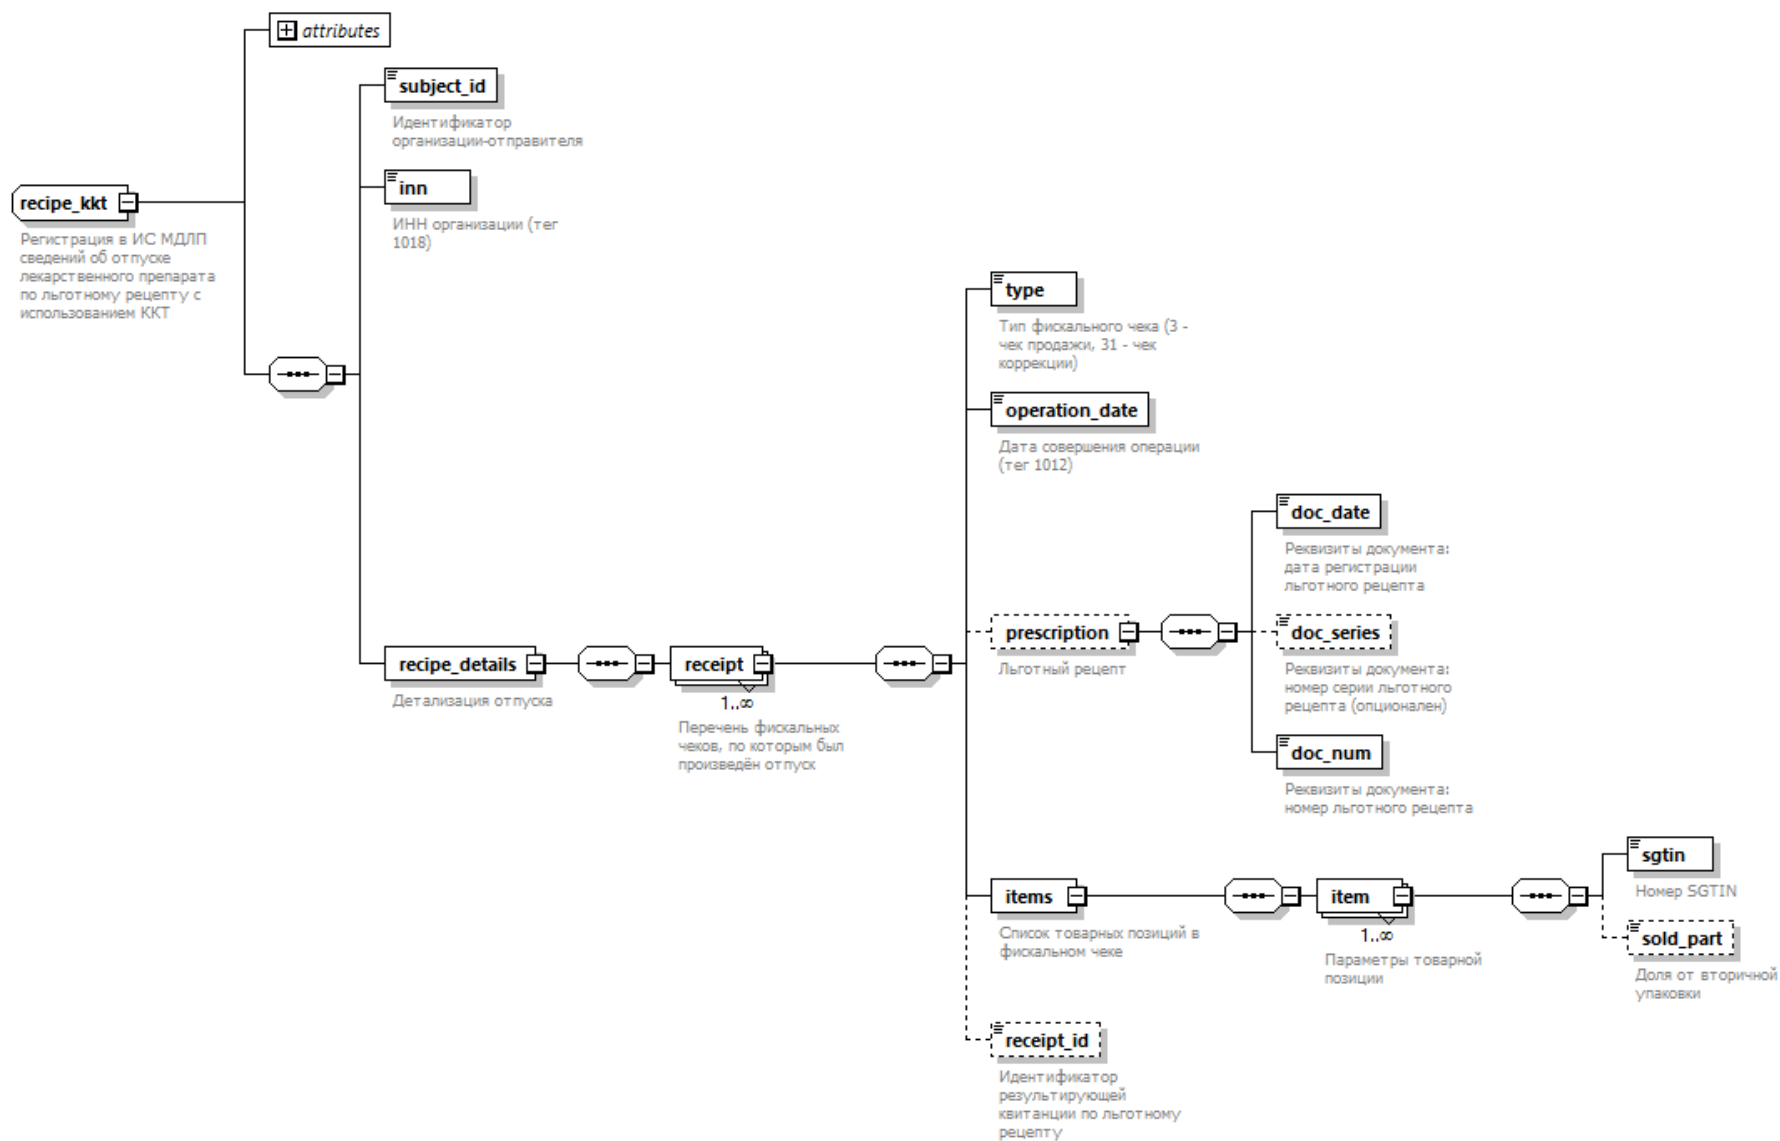 attributes
subject_id
Идентификатор
организации-отправителя
inn
ИНН организации (тег
1018)
recipe_kkt
Регистрация в ИС МДЛП
сведений об отпуске
лекарственного препарата
по льготному рецепту с
использованием ККТ
recipe_details
Детализация отпуска
receipt
1..∞
Перечень фискальных
чеков, по которым был
произведён отпуск
type
Тип фискального чека (3 -
чек продажи, 31 - чек
коррекции)
operation_date
Дата совершения операции
(тег 1012)
prescription
Льготный рецепт
doc_date
Реквизиты документа:
дата регистрации
льготного рецепта
doc_series
Реквизиты документа:
номер серии льготного
рецепта (опционален)
doc_num
Реквизиты документа:
номер льготного рецепта
items
Список товарных позиций в
фискальном чеке
item
1..∞
Параметры товарной
позиции
sgtin
Номер SGTIN
sold_part
Доля от вторичной
упаковки
receipt_id
Идентификатор
результирующей
квитанции по льготному
рецепту